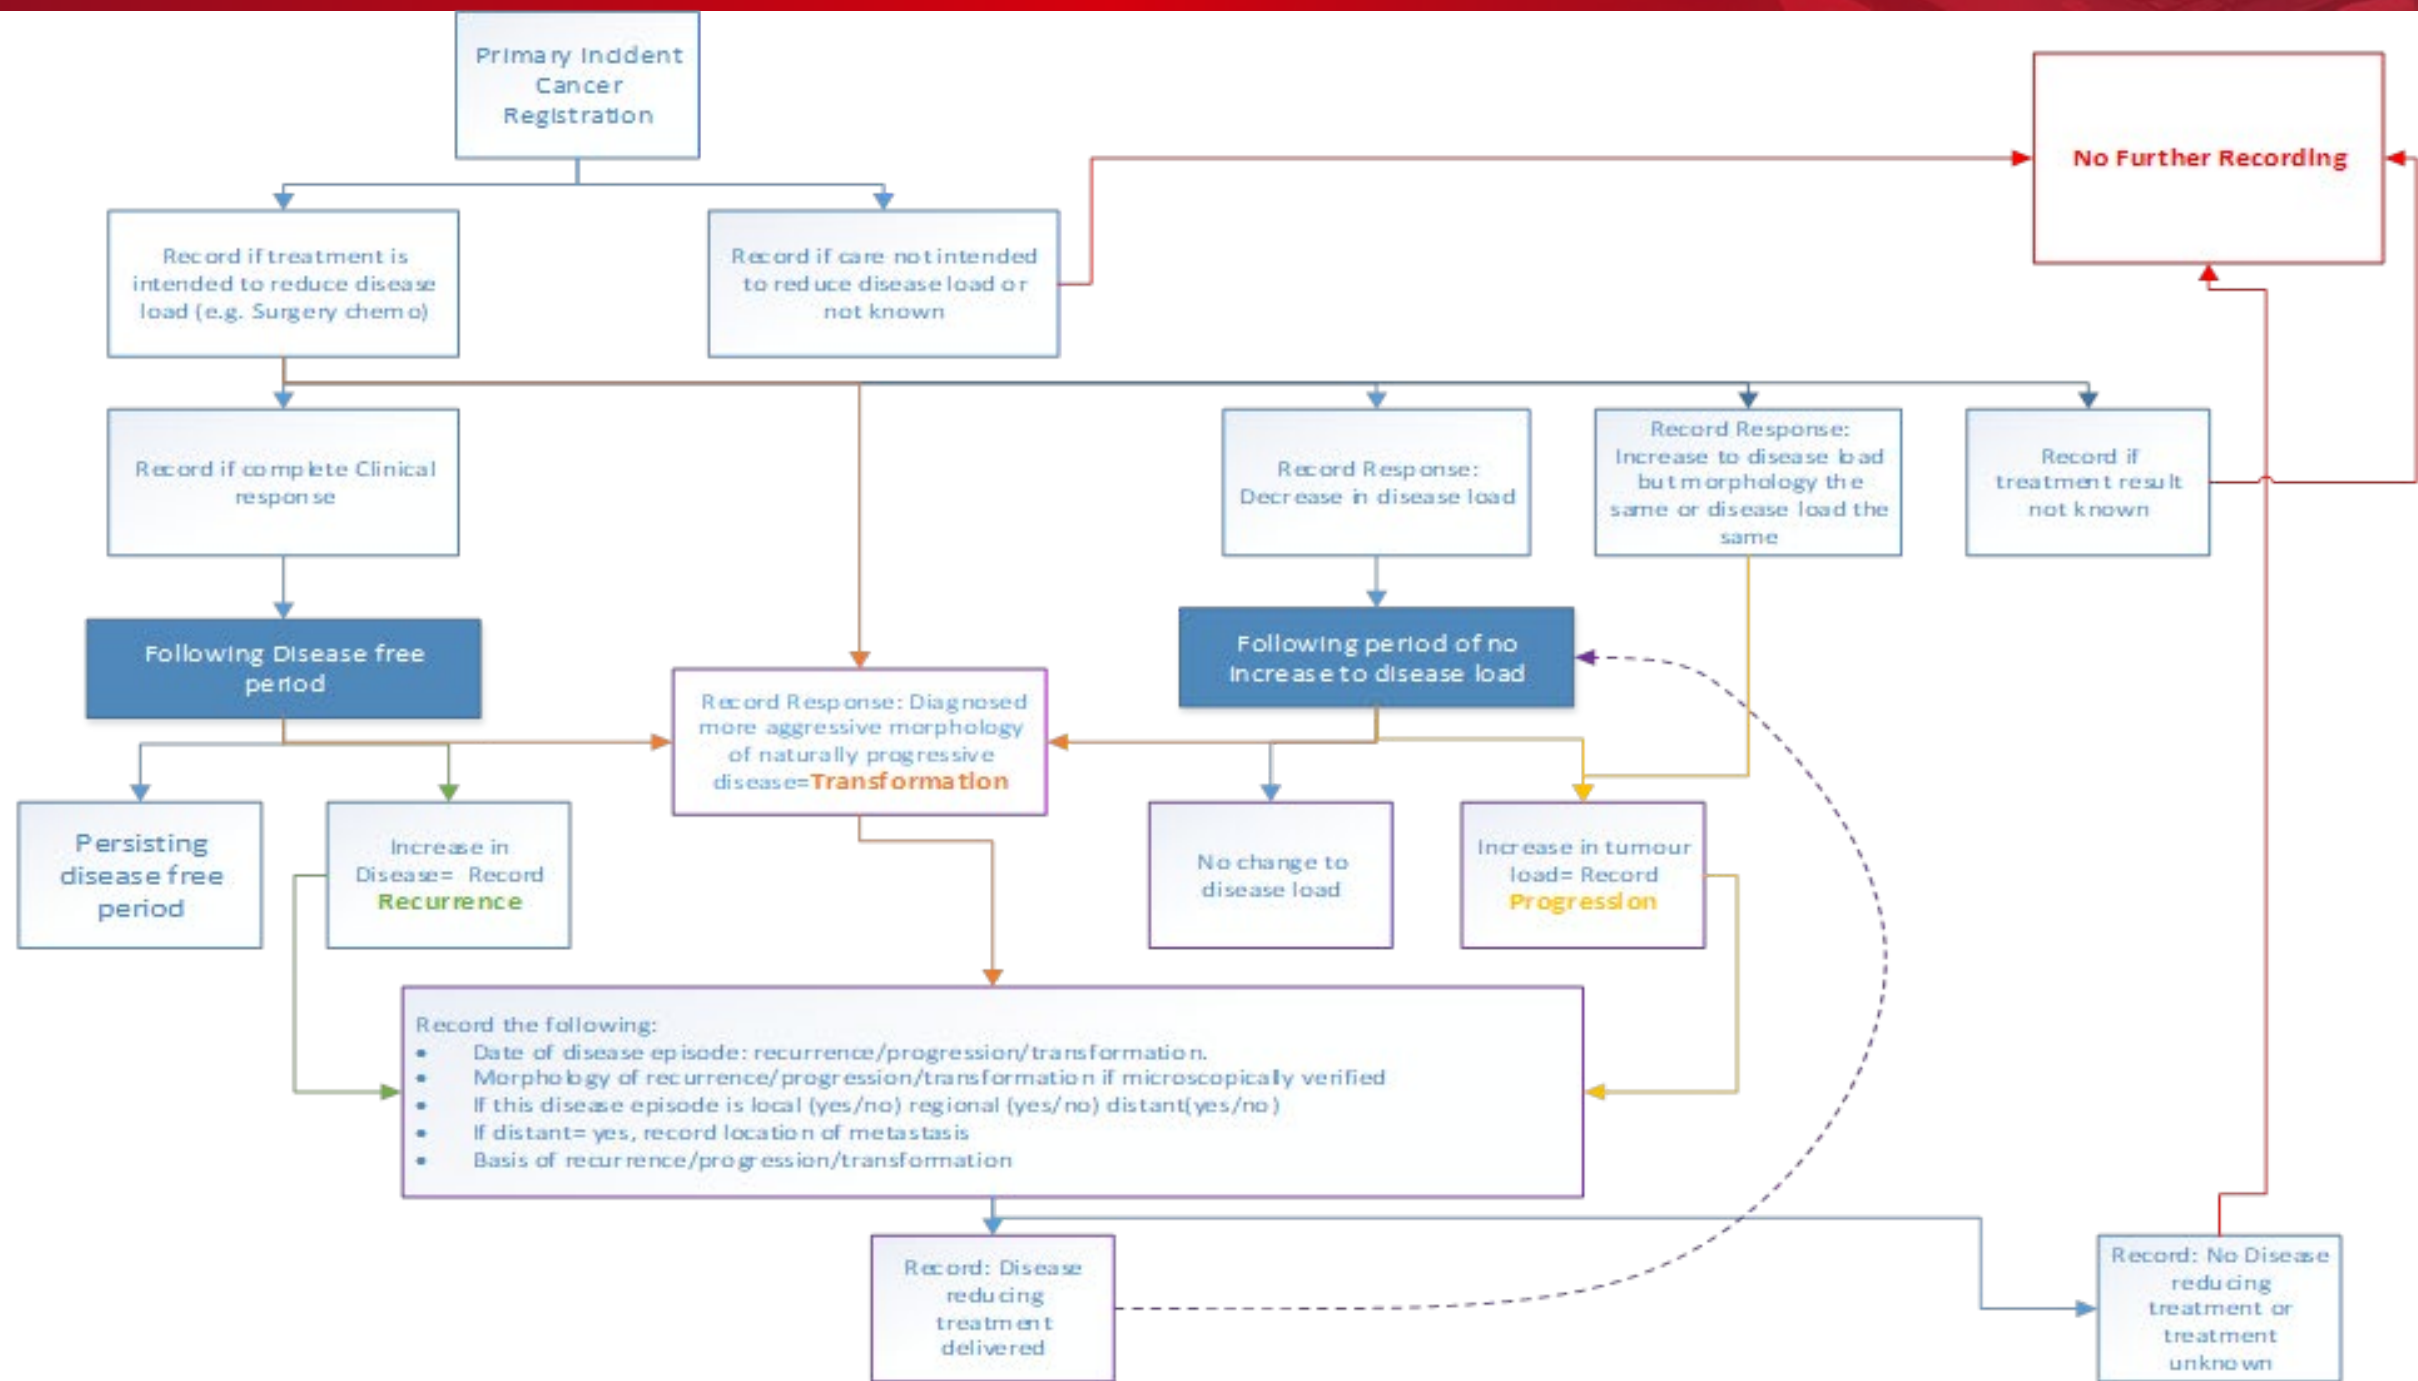 Primary Incident
Cancer
Registration
No Further Recording
Record if treatment is
intended to reduce disease
load (e.g. Surgery chemo)
Record if care not intended
to reduce disease load or
not known
Record if complete Clinical
response
Record Response:
Decrease in disease load
Record Response:
Increase to disease load
but morphology the
same or disease load the
same
Record if
treatment result
not known
Following Disease free
period
Following period of no
increase to disease load
Record Response: Diagnosed
more aggressive morphology
of naturally progressive
disease=Transformation
Persisting
disease free
period
Increase in
Disease= Record
Recurrence
No change to
disease load
Increase in tumour
load= Record
Progression
Record the following:
• Date of disease episode: recurrence/progression/transformation.
• Morphology of recurrence/progression/transformation if microscopically verified
• If this disease episode is local (yes/no) regional (yes/no) distant(yes/no)
• If distant= yes, record location of metastasis
• Basis of recurrence/progression/transformation
Record: Disease
reducing
treatment
delivered
Record: No Disease
reducing
treatment or
treatment
unknown